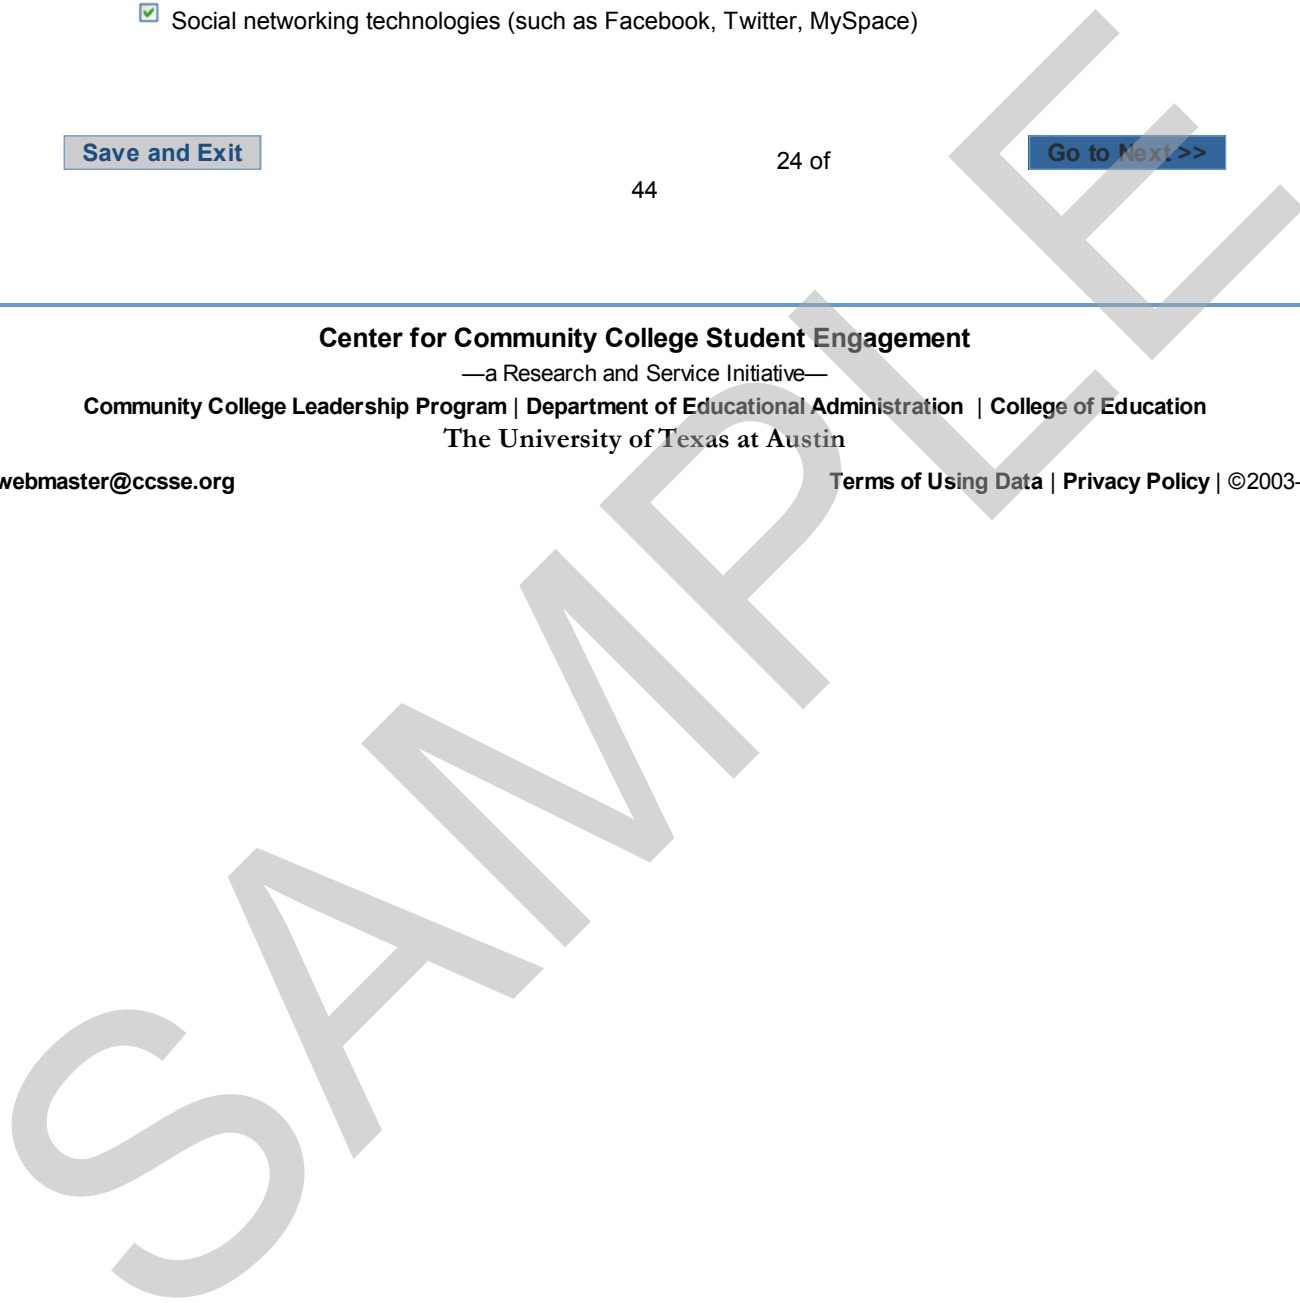 Social networking technologies (such as Facebook, Twitter, MySpace)
Save and Exit
24 of
44
Go to Next >>
Center for Community College Student Engagement
—a Research and Service Initiative—
Community College Leadership Program | Department of Educational Administration | College of Education
The University of Texas at Austin
webmaster@ccsse.org
Terms of Using Data | Privacy Policy | ©2003-
SAMPLE